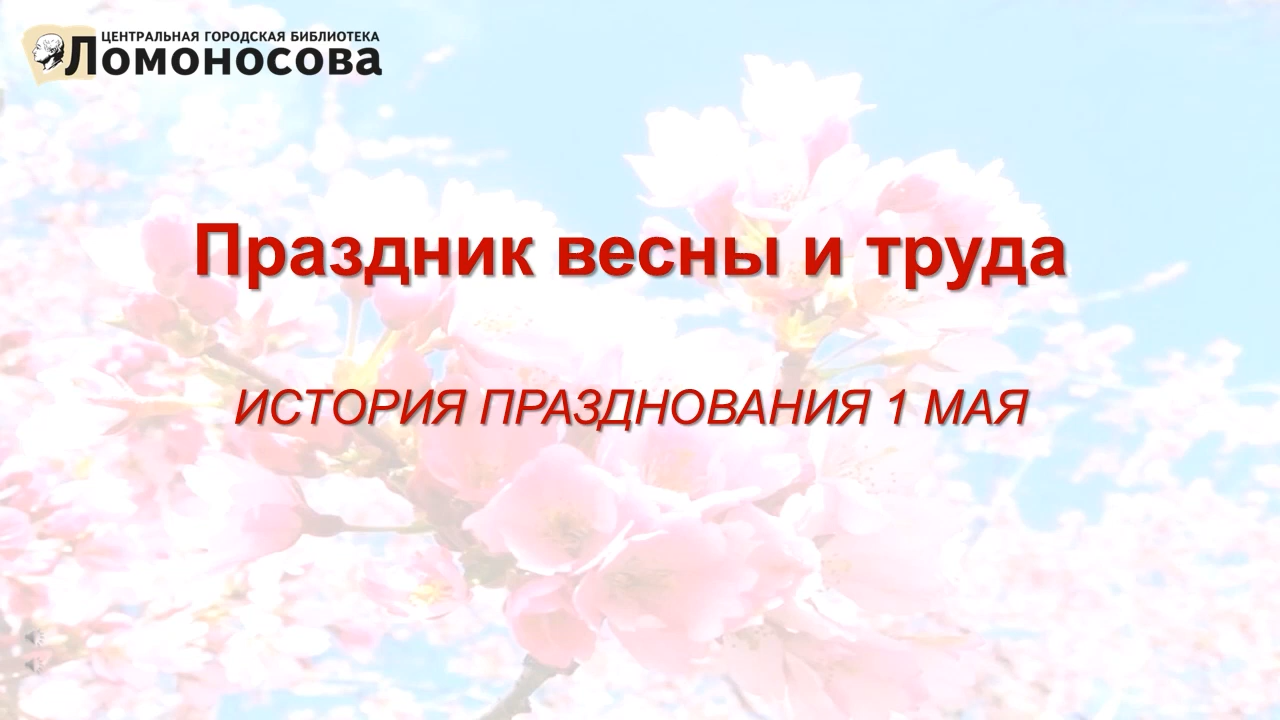 ЦЕНТРАЛЬНАЯ ГОРОДСКАЯ БИБЛИОТЕКА
Ломоносова
Праздник весны и труда
ИСТОРИЯ ПРАЗДНОВАНИЯ 1 МАЯ